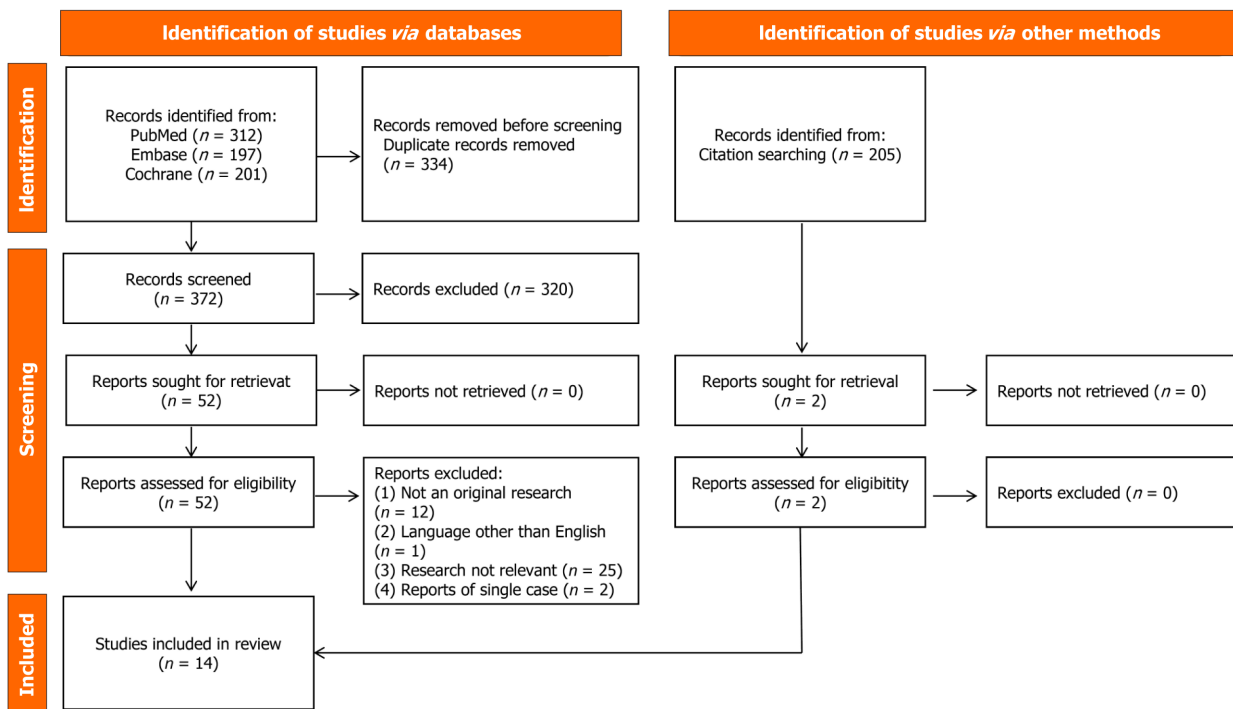 Identification of studies via databases
Identification of studies via other methods
Identification
Records identified from:
PubMed (n = 312)
Embase (n = 197)
Cochrane (n = 201)
Records removed before screening
Duplicate records removed
(n = 334)
Records identified from:
Citation searching (n = 205)
Screening
Records screened
(n = 372)
Records excluded (n = 320)
Reports sought for retrievat
(n = 52)
Reports not retrieved (n = 0)
Reports sought for retrieval
(n = 2)
Reports not retrieved (n = 0)
Reports assessed for eligibility
(n = 52)
Reports excluded:
(1) Not an original research
(n = 12)
(2) Language other than English
(n = 1)
(3) Research not relevant (n = 25)
(4) Reports of single case (n = 2)
Reports assessed for eligibitity
(n = 2)
Reports excluded (n = 0)
Included
Studies included in review
(n = 14)